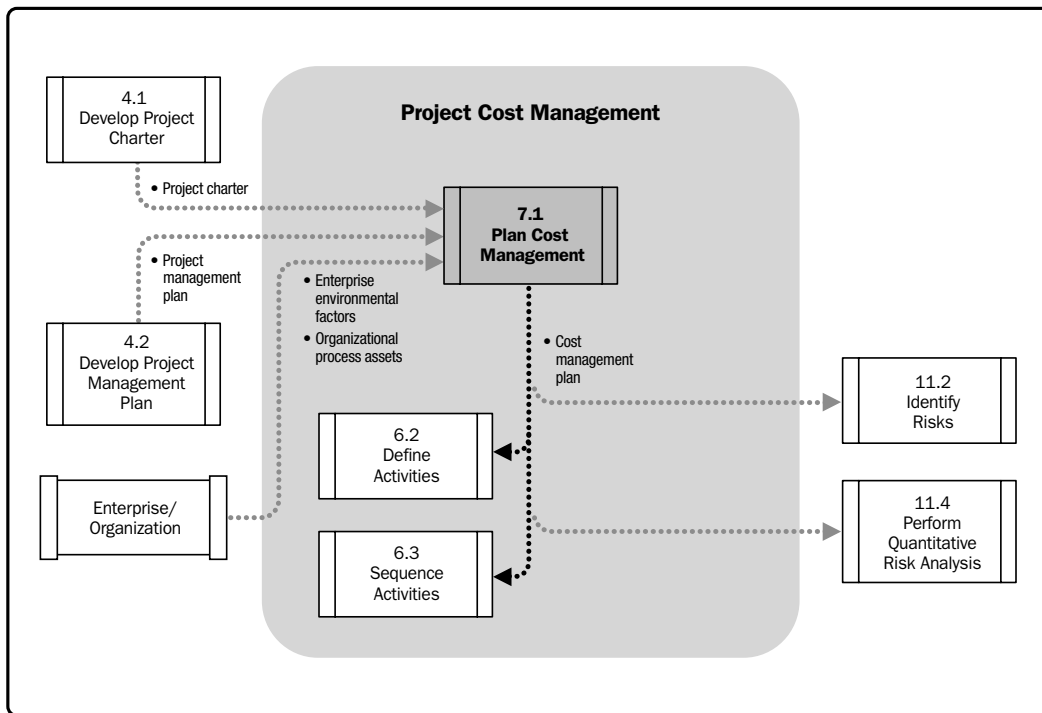 Project Cost Management
4.1
Develop Project
Charter
• Project charter
7.1
Plan Cost
Management
• Project
management
plan
• Enterprise
environmental
factors
• Organizational
process assets
4.2
Develop Project
Management
Plan
• Cost
management
plan
11.2
Identify
Risks
6.2
Define
Activities
Enterprise/
Organization
11.4
Perform
Quantitative
Risk Analysis
6.3
Sequence
Activities